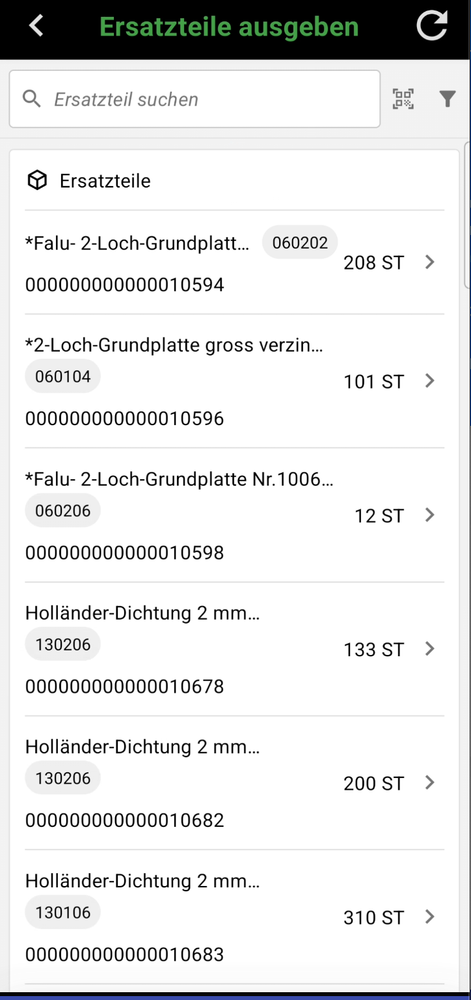 Ersatzteile ausgeben
Ersatzteil suchen
Ersatzteile
*Falu- 2-Loch-Grundplatt... 060202
208 ST
000000000000010594
*2-Loch-Grundplatte gross verzin...
060104
101 ST
000000000000010596
*Falu- 2-Loch-Grundplatte Nr.1006...
060206
12 ST
000000000000010598
Holländer-Dichtung 2 mm...
130206
133 ST
000000000000010678
Holländer-Dichtung 2 mm...
130206
200 ST
000000000000010682
Holländer-Dichtung 2 mm...
130106
310 ST
000000000000010683